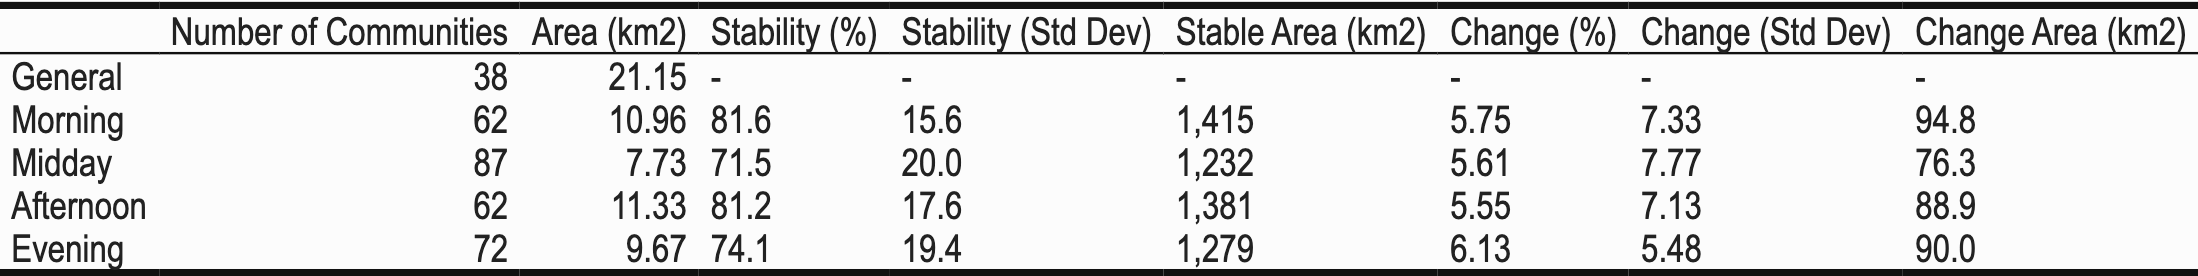 Number of Communities Area (km2) Stability (%) Stability (Std Dev) Stable Area (km2) Change (%) Change (Std Dev) Change Area (km2)
General 38 21.15 - - - - - -
Morning 62 10.96 81.6 15.6 1,415 5.75 7.33 94.8
Midday 87 7.73 71.5 20.0 1,232 5.61 7.77 76.3
Afternoon 62 11.33 81.2 17.6 1,381 5.55 7.13 88.9
Evening 72 9.67 74.1 19.4 1,279 6.13 5.48 90.0